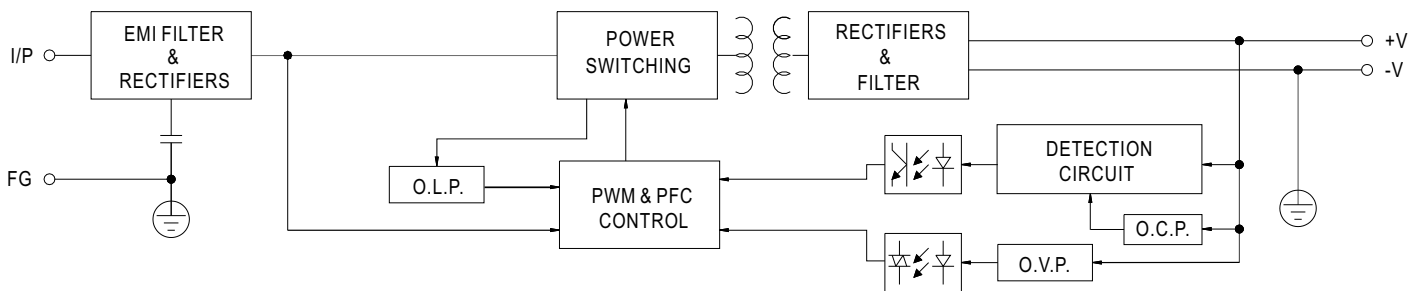 I/P
EMI FILTER
&
RECTIFIERS
POWER
SWITCHING
RECTIFIERS
&
FILTER
+V
-V
FG
O.L.P.
PWM & PFC
CONTROL
DETECTION
CIRCUIT
O.C.P.
O.V.P.